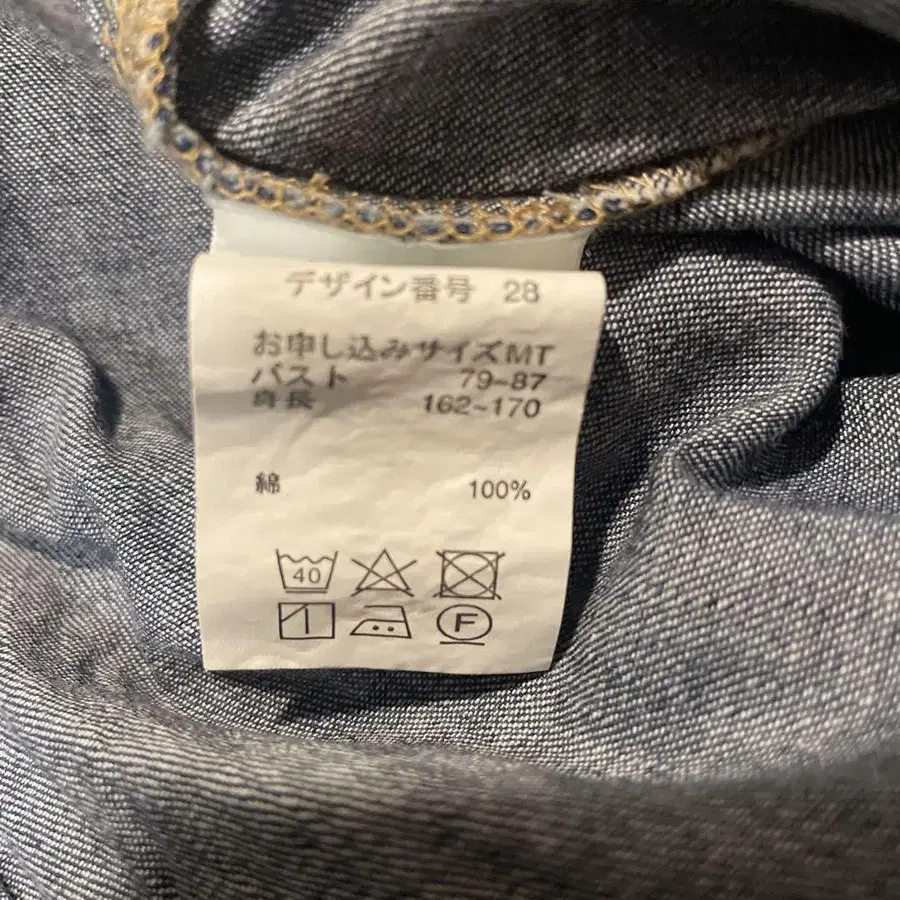 デザイン番号 28
お申し込みサイズMT
バスト 79-87
身長 162~170
綿 100%
40
F